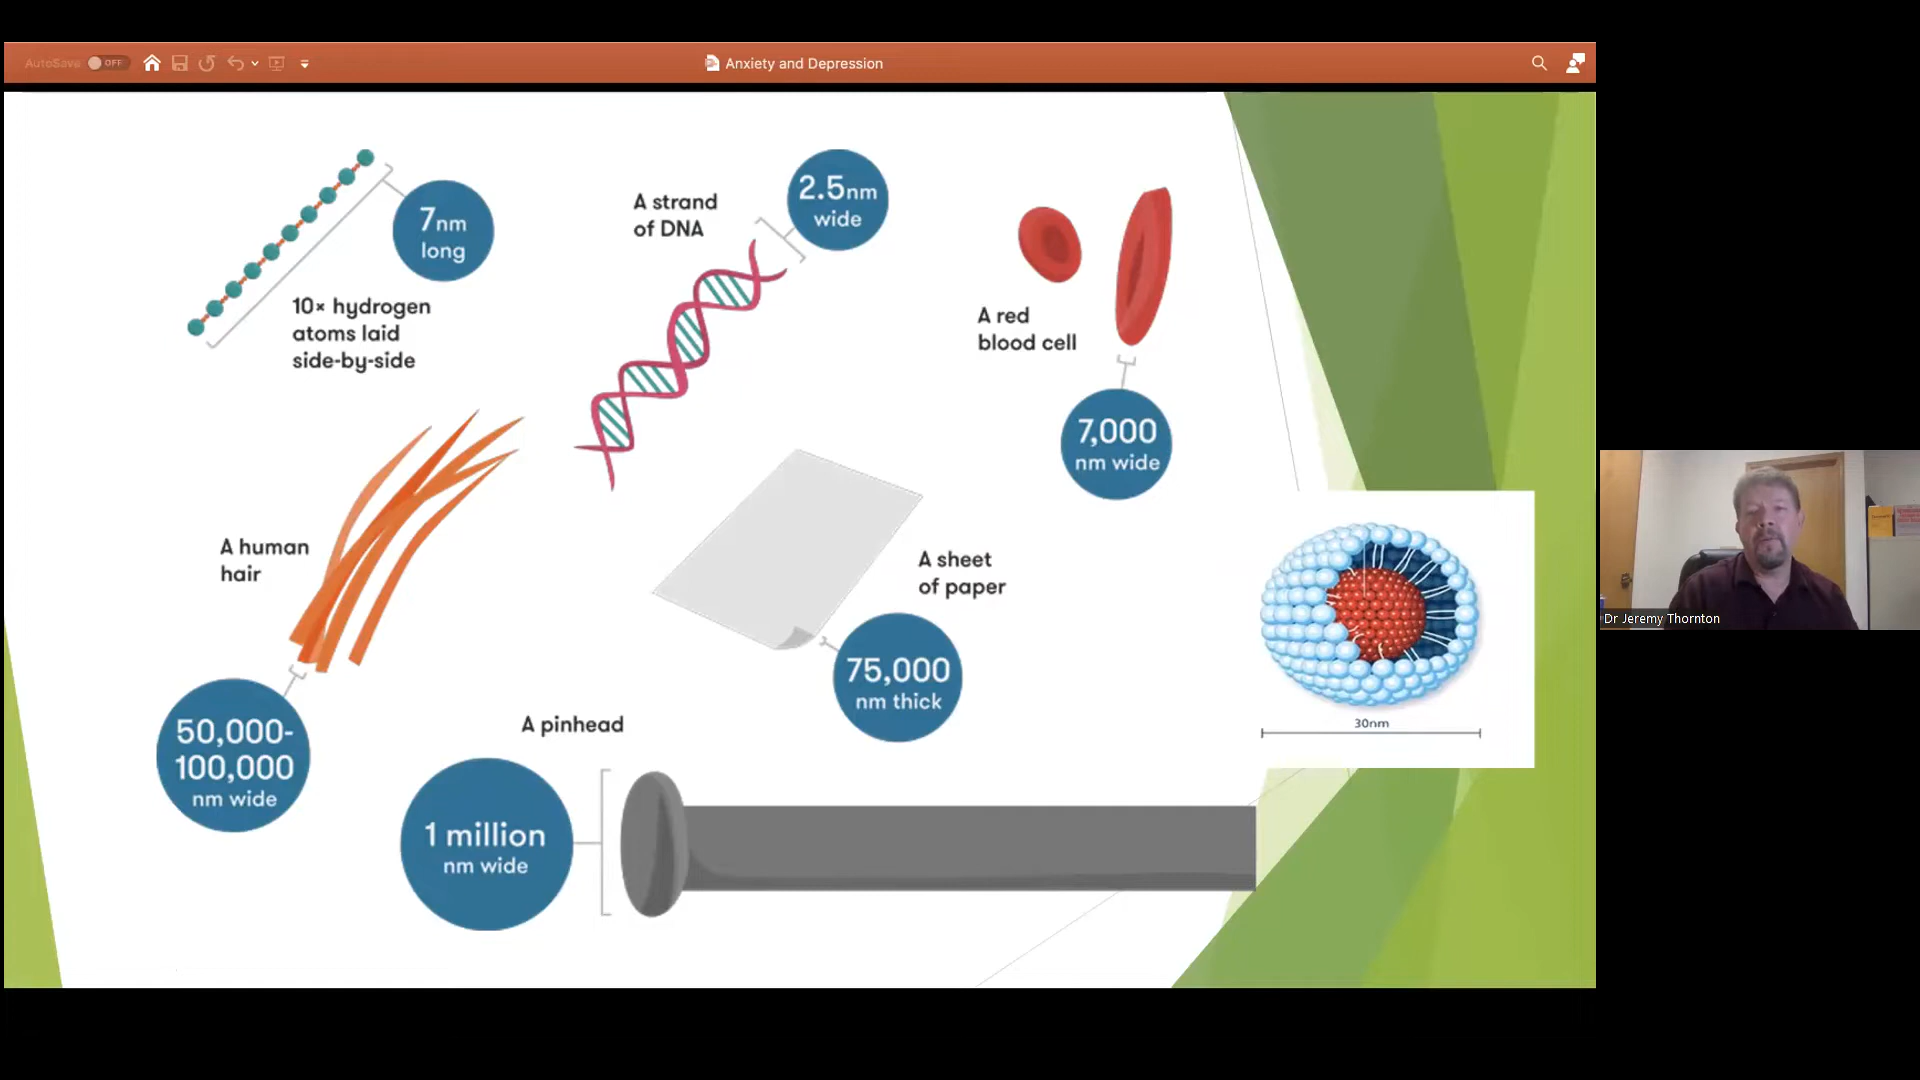 AutoSave OFF
Anxiety and Depression
7nm
long
10× hydrogen
atoms laid
side-by-side
A strand
of DNA
2.5nm
wide
A red
blood cell
7,000
nm wide
A human
hair
50,000-
100,000
nm wide
A sheet
of paper
75,000
nm thick
A pinhead
1 million
nm wide
30nm
Dr Jeremy Thornton